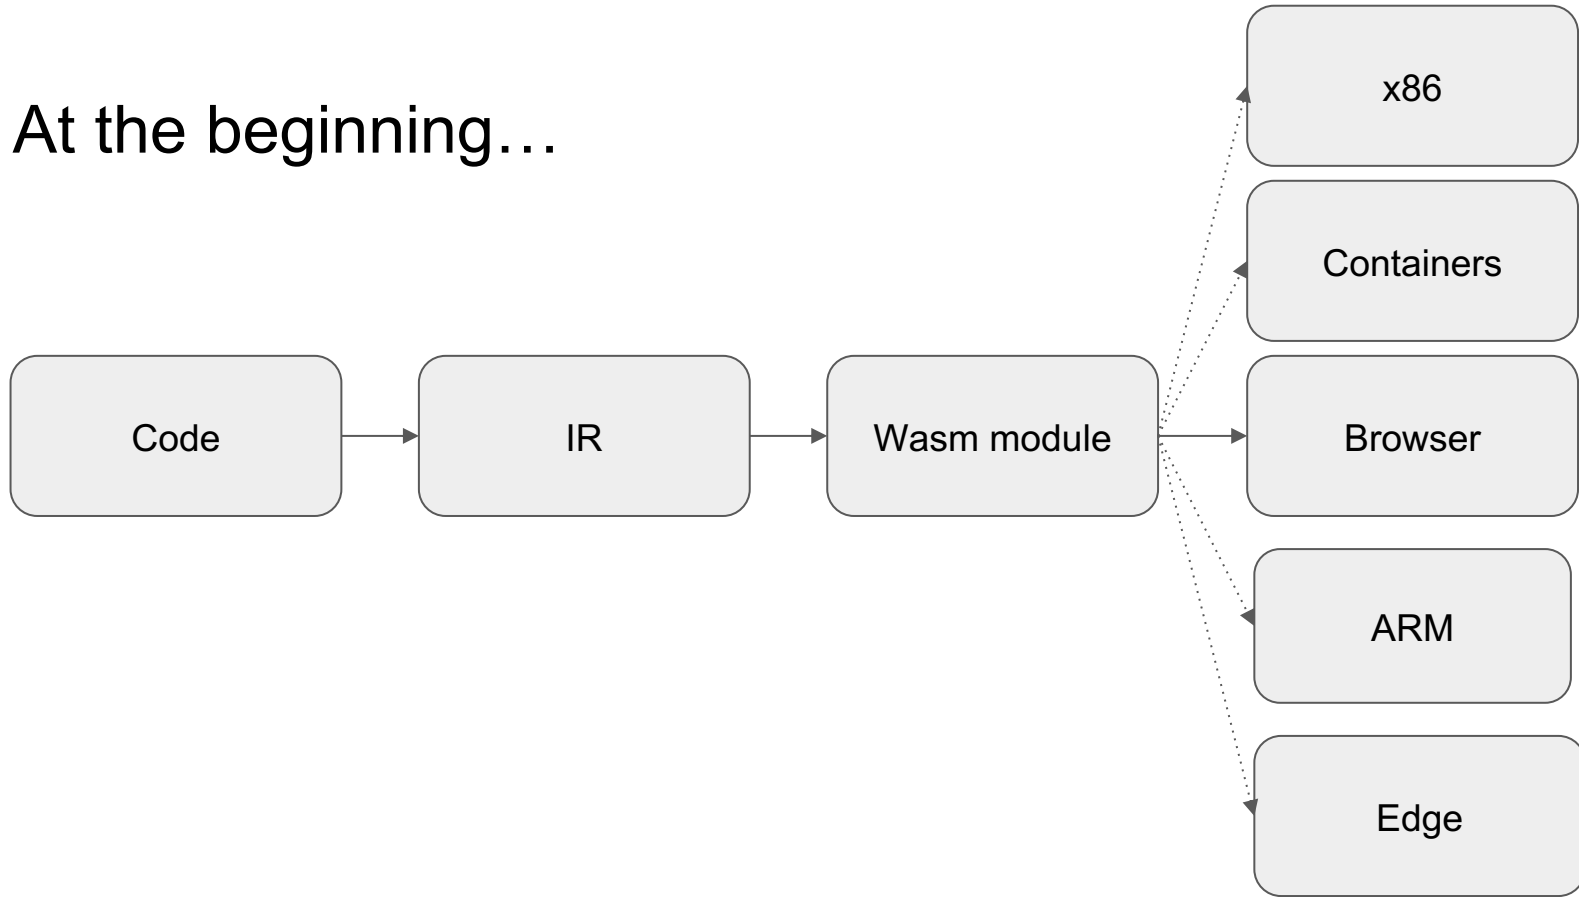 At the beginning…
x86
Containers
Code
IR
Wasm module
Browser
ARM
Edge